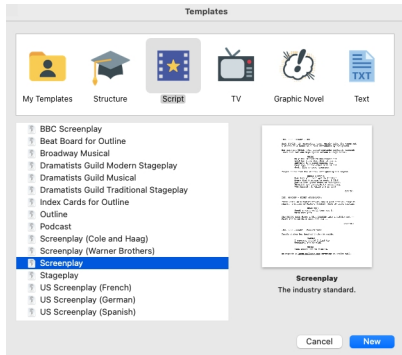 Templates
My Templates
Structure
Script
TV
Graphic Novel
TXT
Text
BBC Screenplay
Beat Board for Outline
Broadway Musical
Dramatists Guild Modern Stageplay
Dramatists Guild Musical
Dramatists Guild Traditional Stageplay
Index Cards for Outline
Outline
Podcast
Screenplay (Cole and Haag)
Screenplay (Warner Brothers)
Screenplay
Stageplay
US Screenplay (French)
US Screenplay (German)
US Screenplay (Spanish)
Screenplay
The industry standard.
Cancel
New